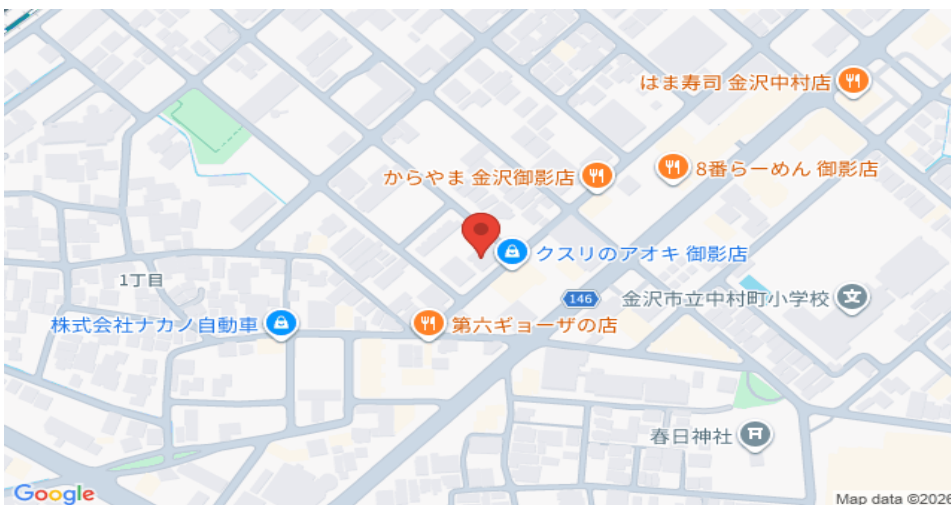 はま寿司 金沢中村店
からやま 金沢御影店
8番らーめん 御影店
クスリのアオキ 御影店
1丁目
146
金沢市立中村町小学校
株式会社ナカノ自動車
第六ギョーザの店
春日神社
Google
Map data ©2026